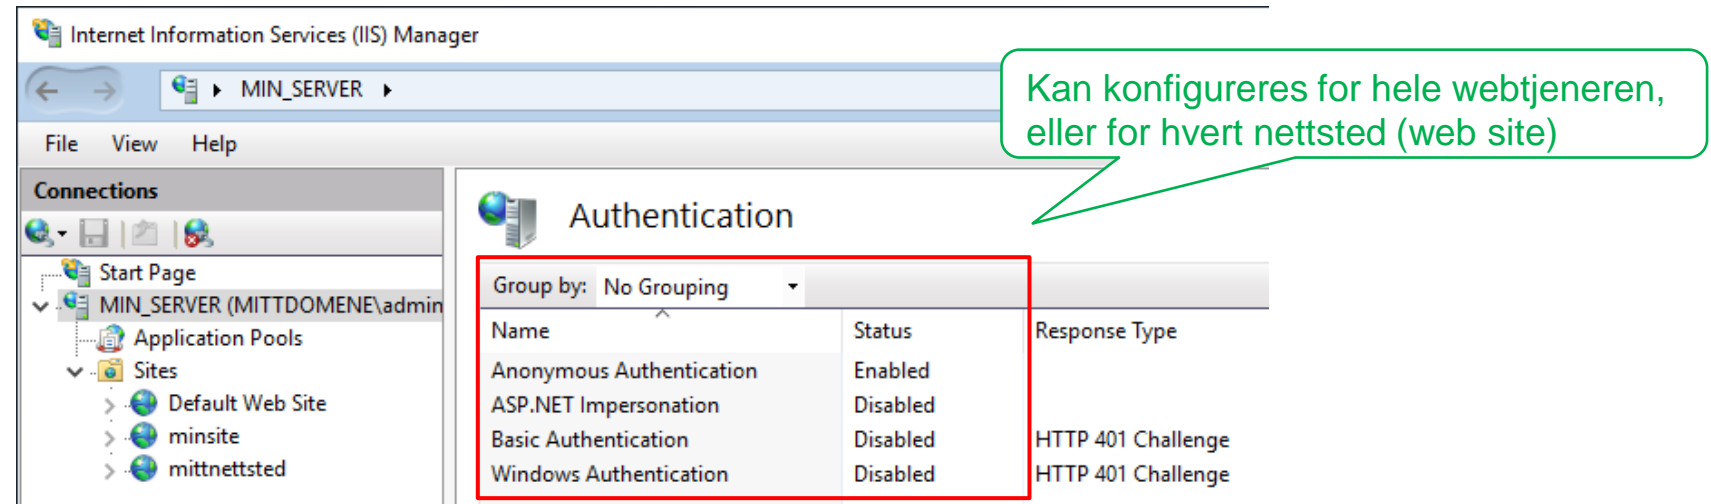 Internet Information Services (IIS) Manager
MIN_SERVER
Kan konfigureres for hele webtjeneren,
eller for hvert nettsted (web site)
File View Help
Connections
Authentication
Start Page
MIN_SERVER (MITTDOMENE\admin
Application Pools
Sites
Default Web Site
minsite
mittnettsted
Group by: No Grouping
Name Status Response Type
Anonymous Authentication Enabled
ASP.NET Impersonation Disabled
Basic Authentication Disabled HTTP 401 Challenge
Windows Authentication Disabled HTTP 401 Challenge